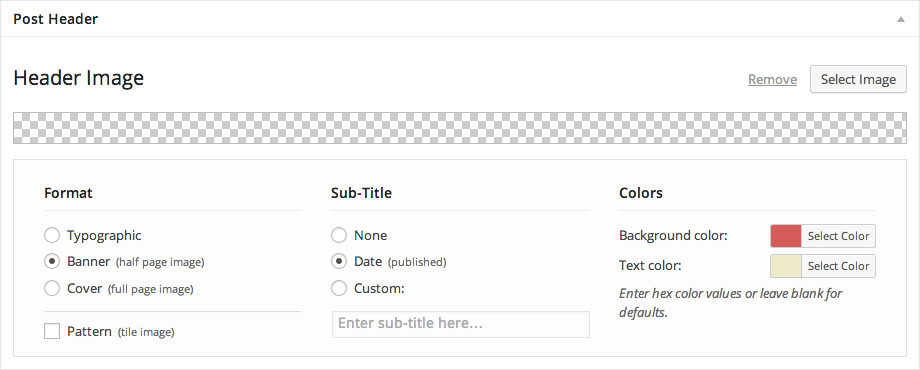 Post Header
Header Image
Remove
Select Image
Format
Typographic
Banner (half page image)
Cover (full page image)
Pattern (tile image)
Sub-Title
None
Date (published)
Custom:
Enter sub-title here...
Colors
Background color: Select Color
Text color: Select Color
Enter hex color values or leave blank for
defaults.